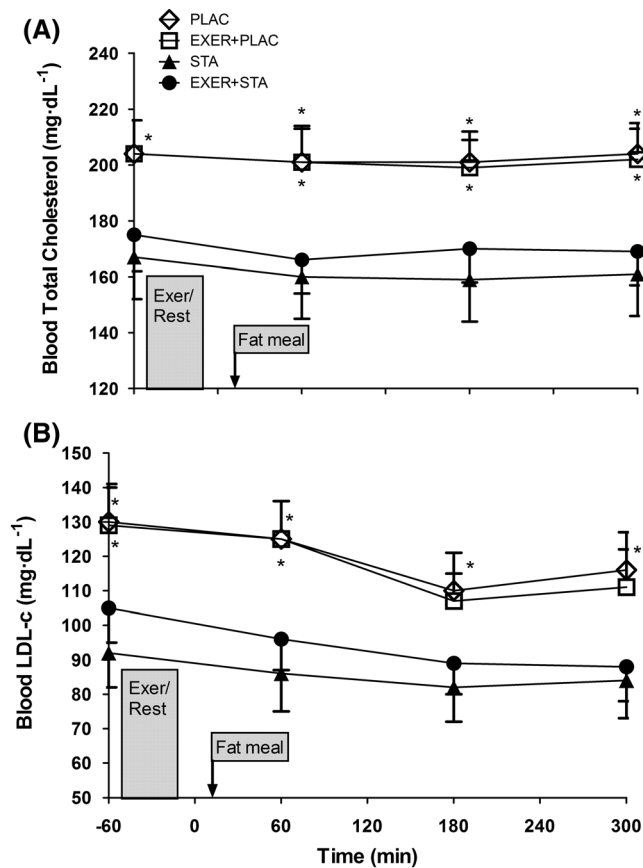 (A)
PLAC
EXER+PLAC
STA
EXER+STA
Blood Total Cholesterol (mg·dL⁻¹)
240
220
200
180
160
140
120
*
*
*
*
*
*
*
Exer/
Rest
Fat meal
(B)
Blood LDL-c (mg·dL⁻¹)
150
140
130
120
110
100
90
80
70
60
50
*
*
*
*
*
*
Exer/
Rest
Fat meal
-60 0 60 120 180 240 300
Time (min)